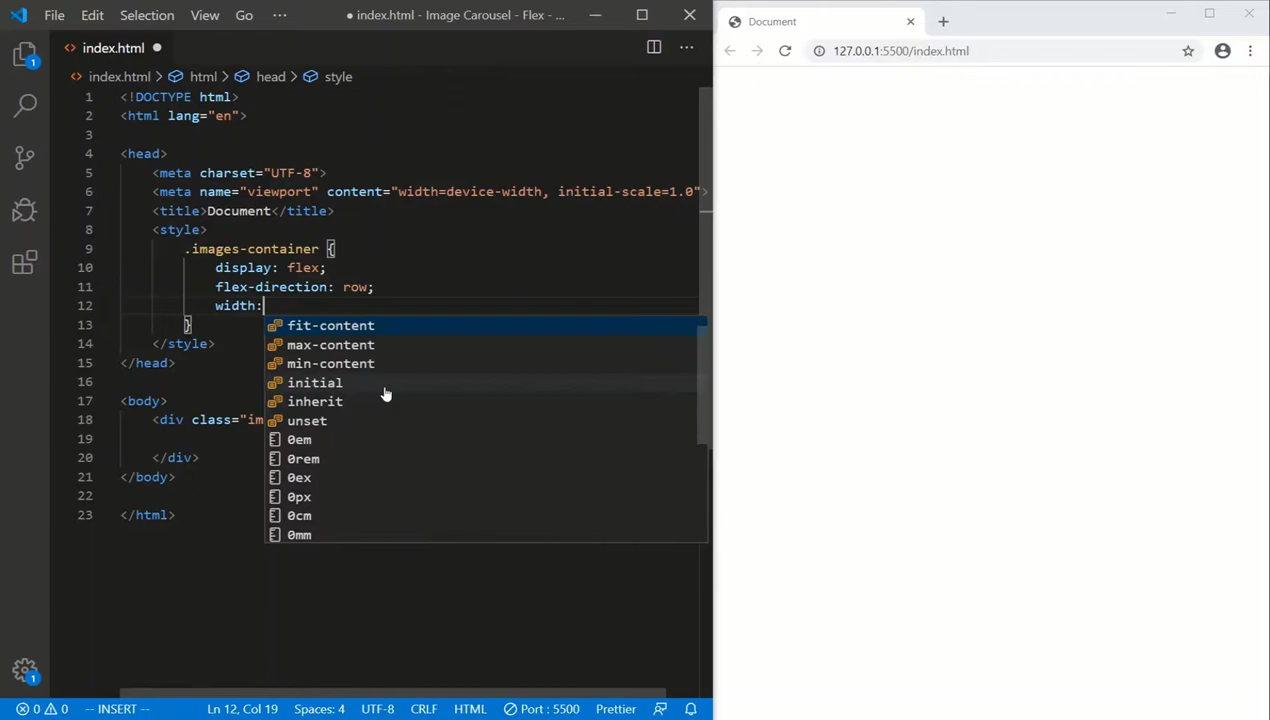 File Edit Selection View Go ··· ● index.html - Image Carousel - Flex - ...
Document
index.html
127.0.0.1:5500/index.html
index.html > html > head > style
1 <!DOCTYPE html>
2 <html lang="en">
3
4 <head>
5 <meta charset="UTF-8">
6 <meta name="viewport" content="width=device-width, initial-scale=1.0">
7 <title>Document</title>
8 <style>
9 .images-container {
10 display: flex;
11 flex-direction: row;
12 width:
13 }
fit-content
14 </style>
max-content
15 </head>
min-content
16
initial
17 <body>
inherit
18 <div class="im
unset
19
0em
20 </div>
0rem
21 </body>
0ex
22
0px
23 </html>
0cm
0mm
1
1
0 0 -- INSERT -- Ln 12, Col 19 Spaces: 4 UTF-8 CRLF HTML Port : 5500 Prettier